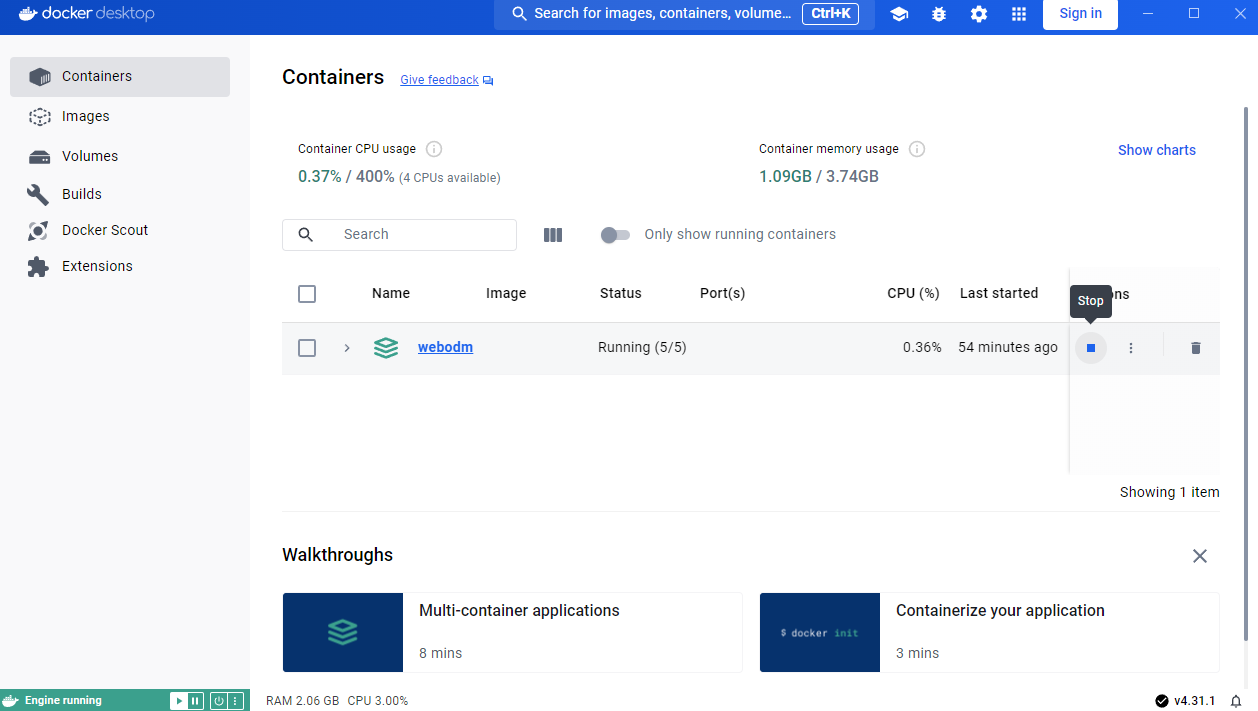 docker desktop
Search for images, containers, volume... Ctrl+K
Sign in
Containers
Images
Volumes
Builds
Docker Scout
Extensions
Containers Give feedback
Container CPU usage
0.37% / 400% (4 CPUs available)
Container memory usage
1.09GB / 3.74GB
Show charts
Search
Only show running containers
Name Image Status Port(s) CPU (%) Last started ns
Stop
webodm Running (5/5) 0.36% 54 minutes ago
Showing 1 item
Walkthroughs
Multi-container applications
8 mins
$ docker init
Containerize your application
3 mins
Engine running
RAM 2.06 GB CPU 3.00%
v4.31.1